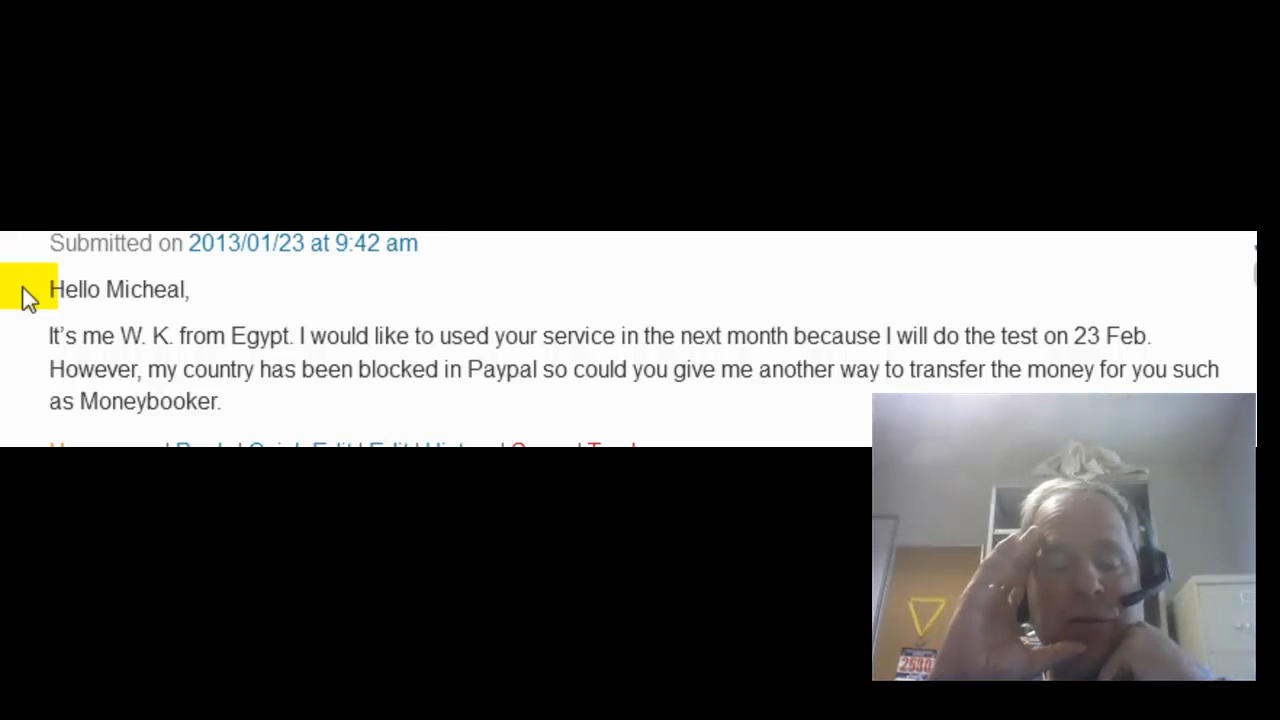 Submitted on 2013/01/23 at 9:42 am
Hello Micheal,
It's me W. K. from Egypt. I would like to used your service in the next month because I will do the test on 23 Feb.
However, my country has been blocked in Paypal so could you give me another way to transfer the money for you such
as Moneybooker.